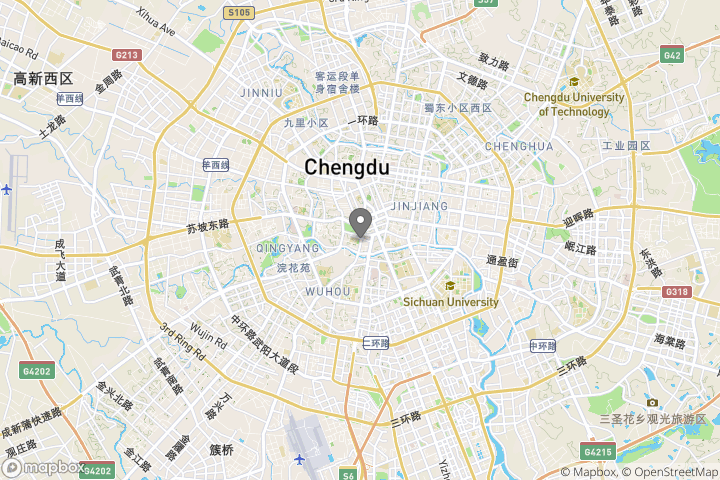 S105
3rd Ring
S37
Xihua Ave
Baicao Rd
G213
金周路
高新西区
羊西线
土龙路
JINNIU
客运段单
身宿舍楼
九里小区
一环路
致力路
文德路
蜀东小区西区
G42
Chengdu University
of Technology
工业园区
CHENGHUA
羊西线
Chengdu
JINJIANG
迎晖路
岷江路
东洪路
苏坡东路
成飞大道
武青北路
QINGYANG
浣花苑
WUHOU
通盈街
Sichuan University
G318
海棠路
中环路武阳大道段
3rd Ring Rd
Wujin Rd
二环路
中环路
G4202
武青南路
三环路
金兴北路
万兴路
成新蒲快速路
观庄路
金履路
金江路
簇桥
三环路
三圣花乡观光旅游区
G4202
G4215
S6
mapbox
© Mapbox, © OpenStreetMap